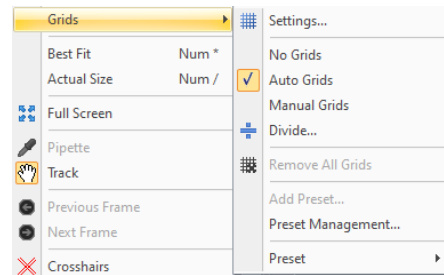 Grids
Best Fit Num *
Actual Size Num /
Full Screen
Pipette
Track
Previous Frame
Next Frame
Crosshairs
Settings...
No Grids
Auto Grids
Manual Grids
Divide...
Remove All Grids
Add Preset...
Preset Management...
Preset